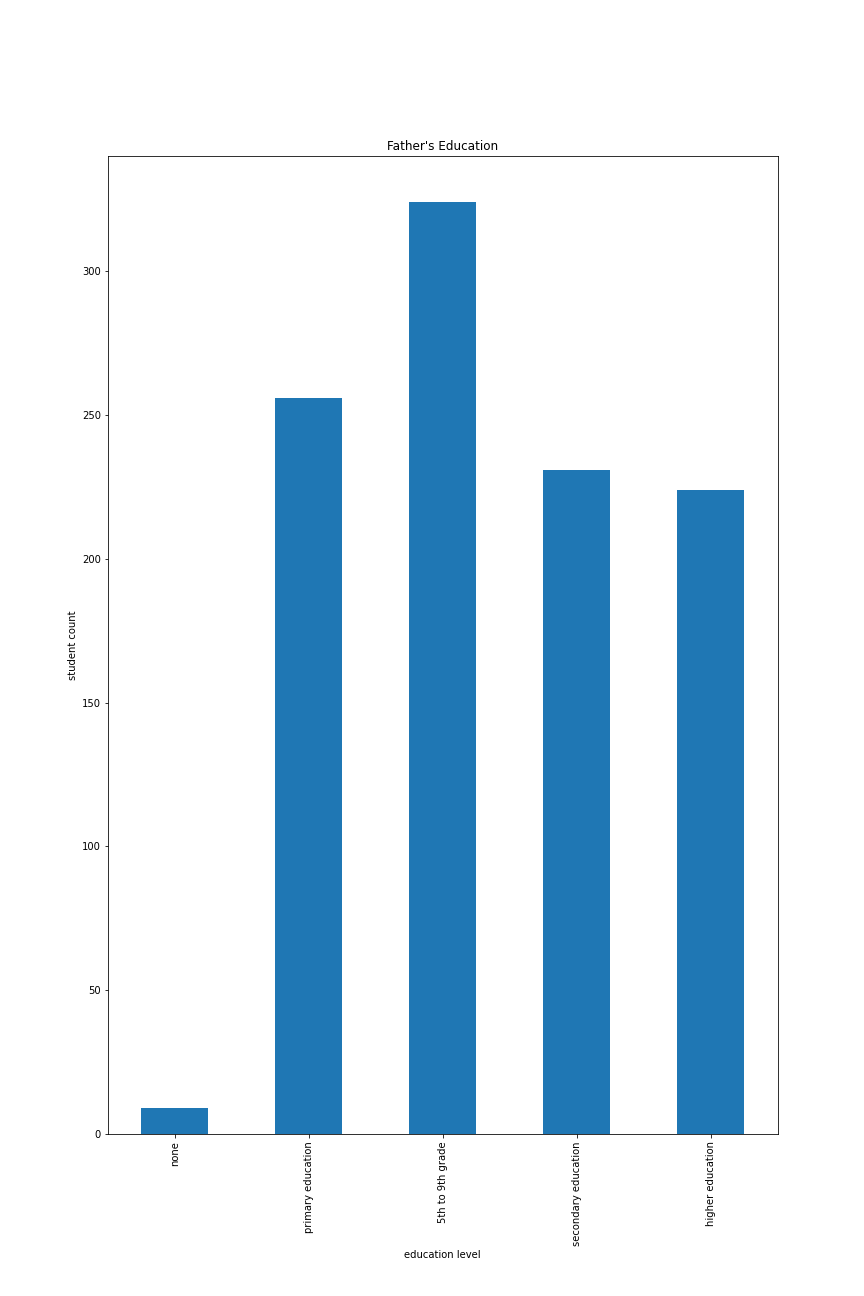 Father's Education
300
250
200
150
100
50
0
student count
none
primary education
5th to 9th grade
secondary education
higher education
education level